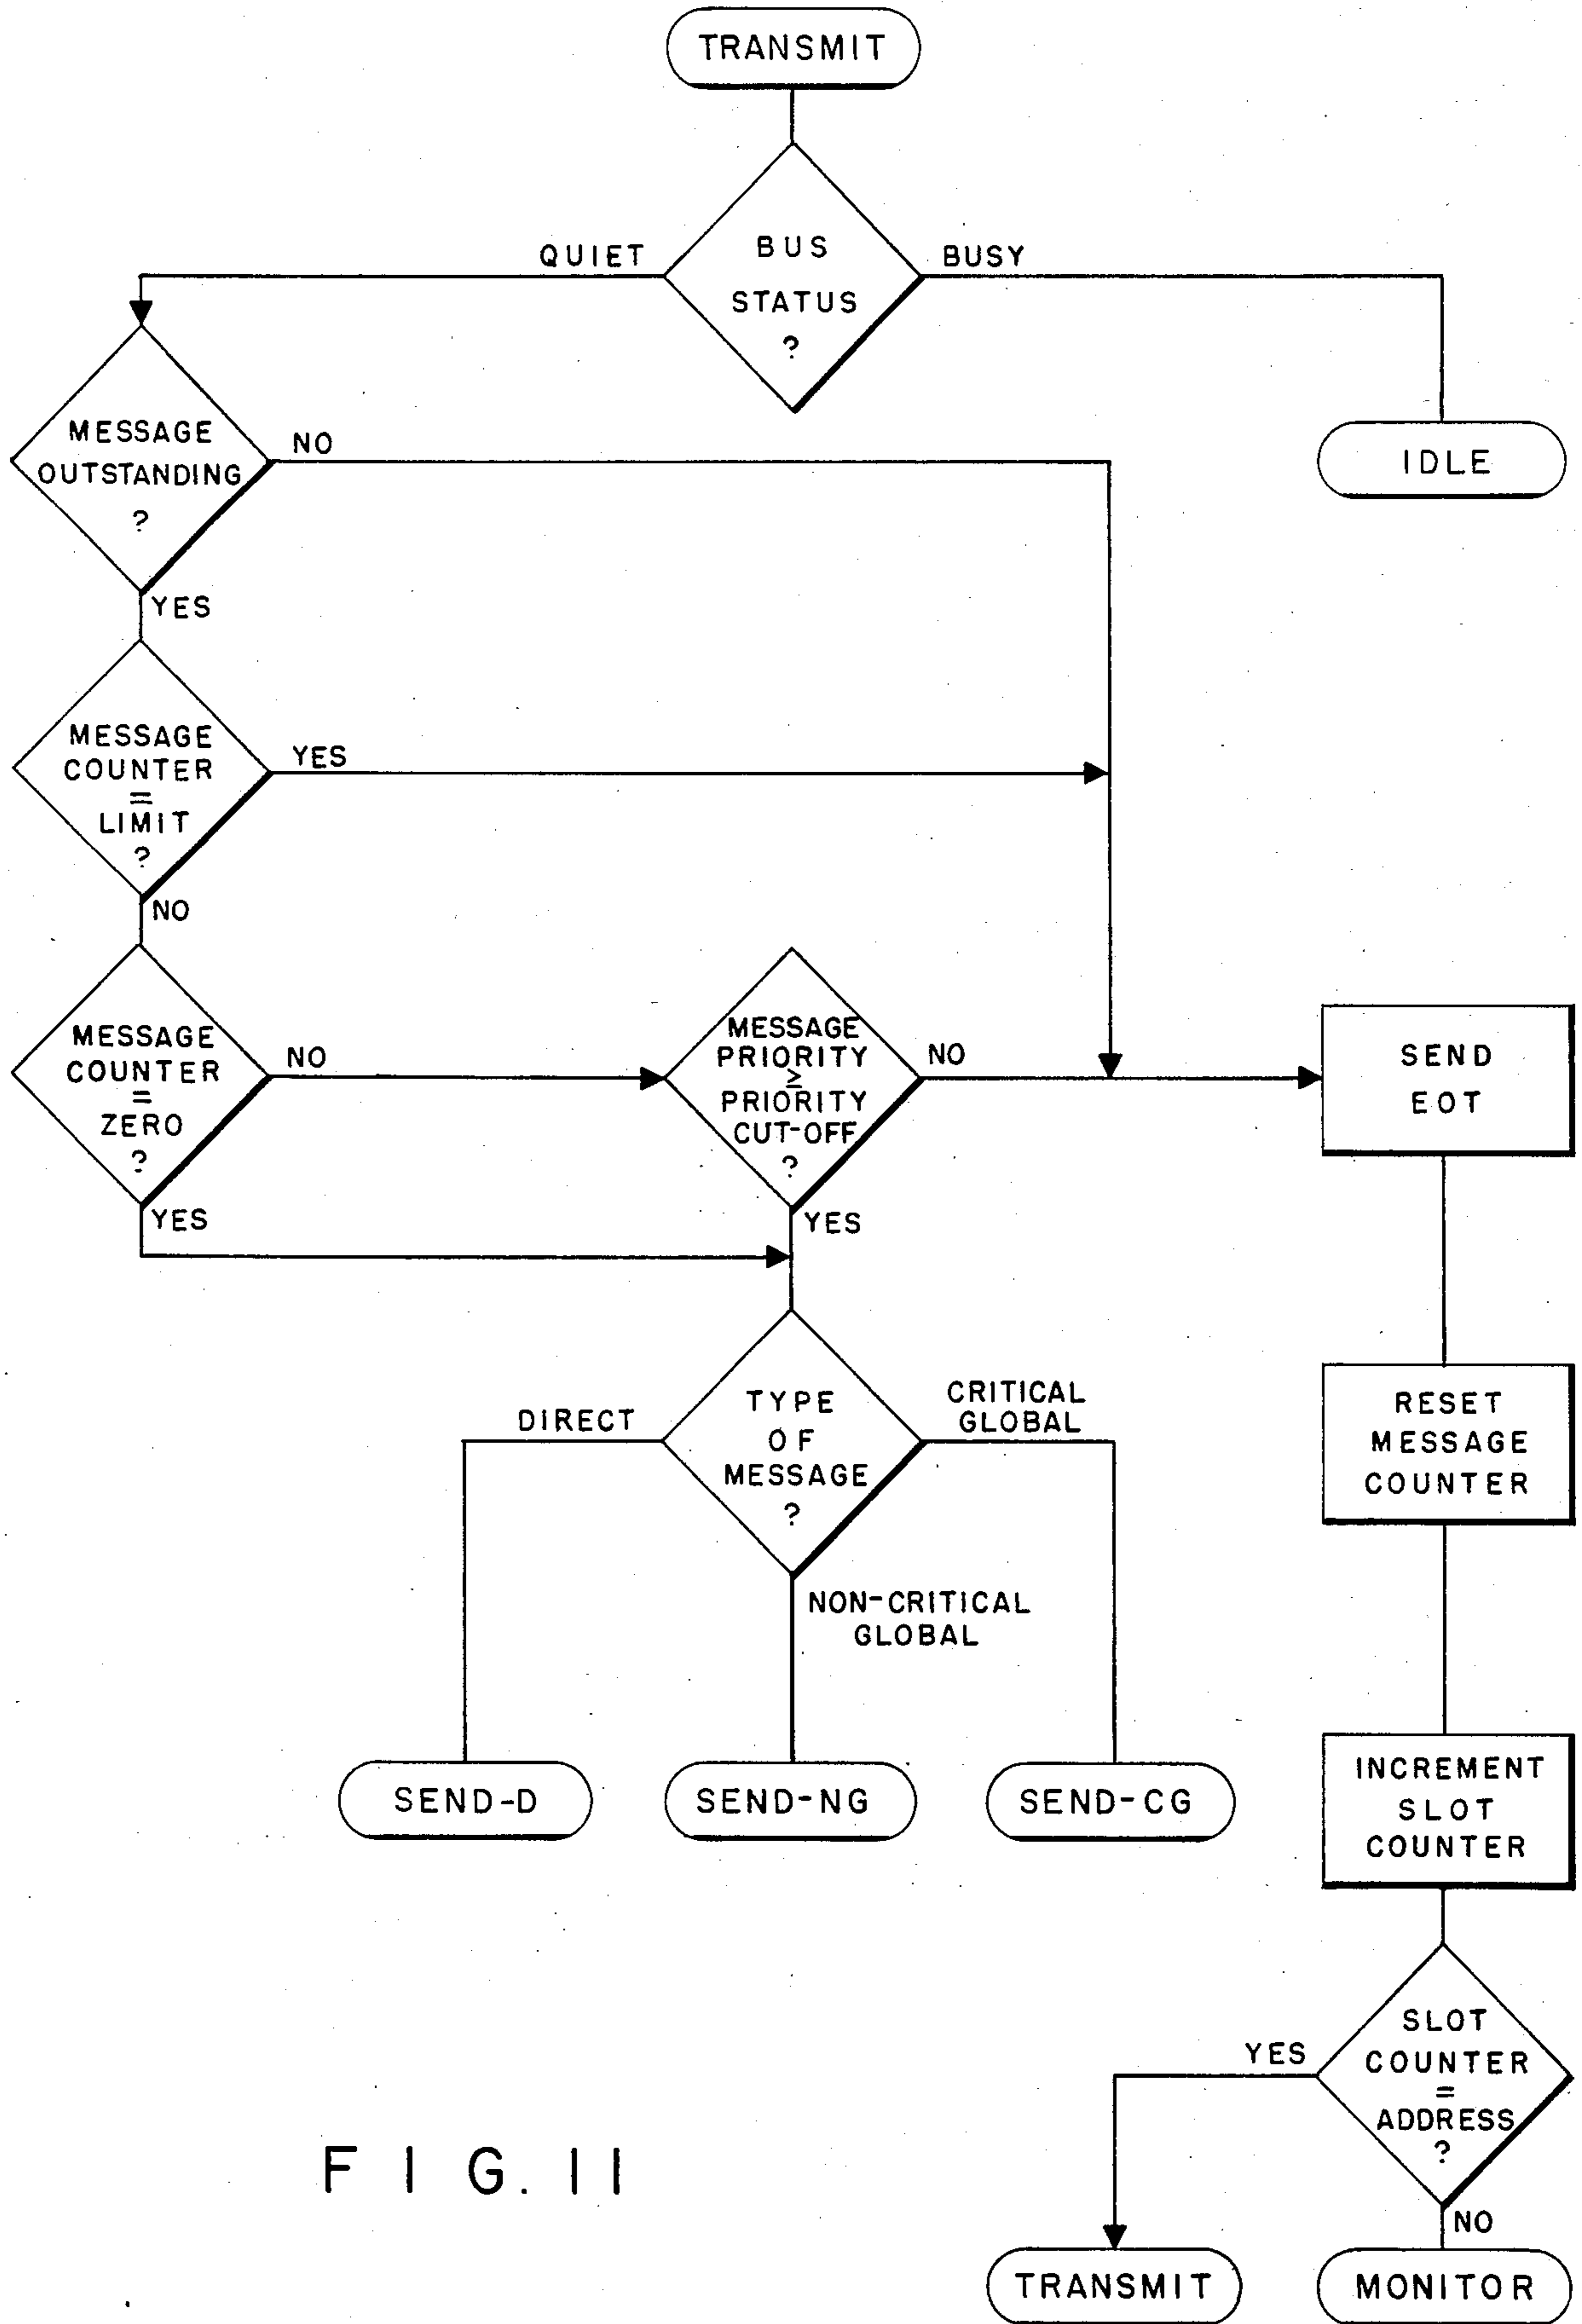 TRANSMIT
BUS
STATUS
?
QUIET
BUSY
MESSAGE
OUTSTANDING
?
NO
YES
IDLE
MESSAGE
COUNTER
=
LIMIT
?
YES
NO
MESSAGE
COUNTER
=
ZERO
?
NO
YES
MESSAGE
PRIORITY
≥
PRIORITY
CUT-OFF
?
NO
YES
SEND
EOT
TYPE
OF
MESSAGE
?
DIRECT
CRITICAL
GLOBAL
NON-CRITICAL
GLOBAL
RESET
MESSAGE
COUNTER
SEND-D
SEND-NG
SEND-CG
INCREMENT
SLOT
COUNTER
SLOT
COUNTER
=
ADDRESS
?
YES
NO
TRANSMIT
MONITOR
FIG. 11